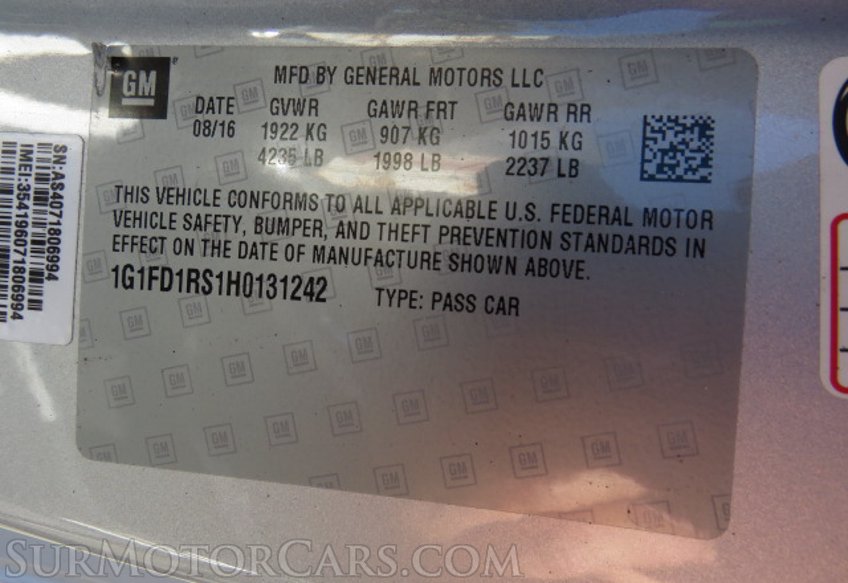 GM
MFD BY GENERAL MOTORS LLC
DATE GVWR GAWR FRT GAWR RR
08/16 1922 KG 907 KG 1015 KG
4235 LB 1998 LB 2237 LB
THIS VEHICLE CONFORMS TO ALL APPLICABLE U.S. FEDERAL MOTOR
VEHICLE SAFETY, BUMPER, AND THEFT PREVENTION STANDARDS IN
EFFECT ON THE DATE OF MANUFACTURE SHOWN ABOVE.
1G1FD1RS1H0131242 TYPE: PASS CAR
SN:AS4071806994
IMEI:354196071806994
SurMotorCars.com